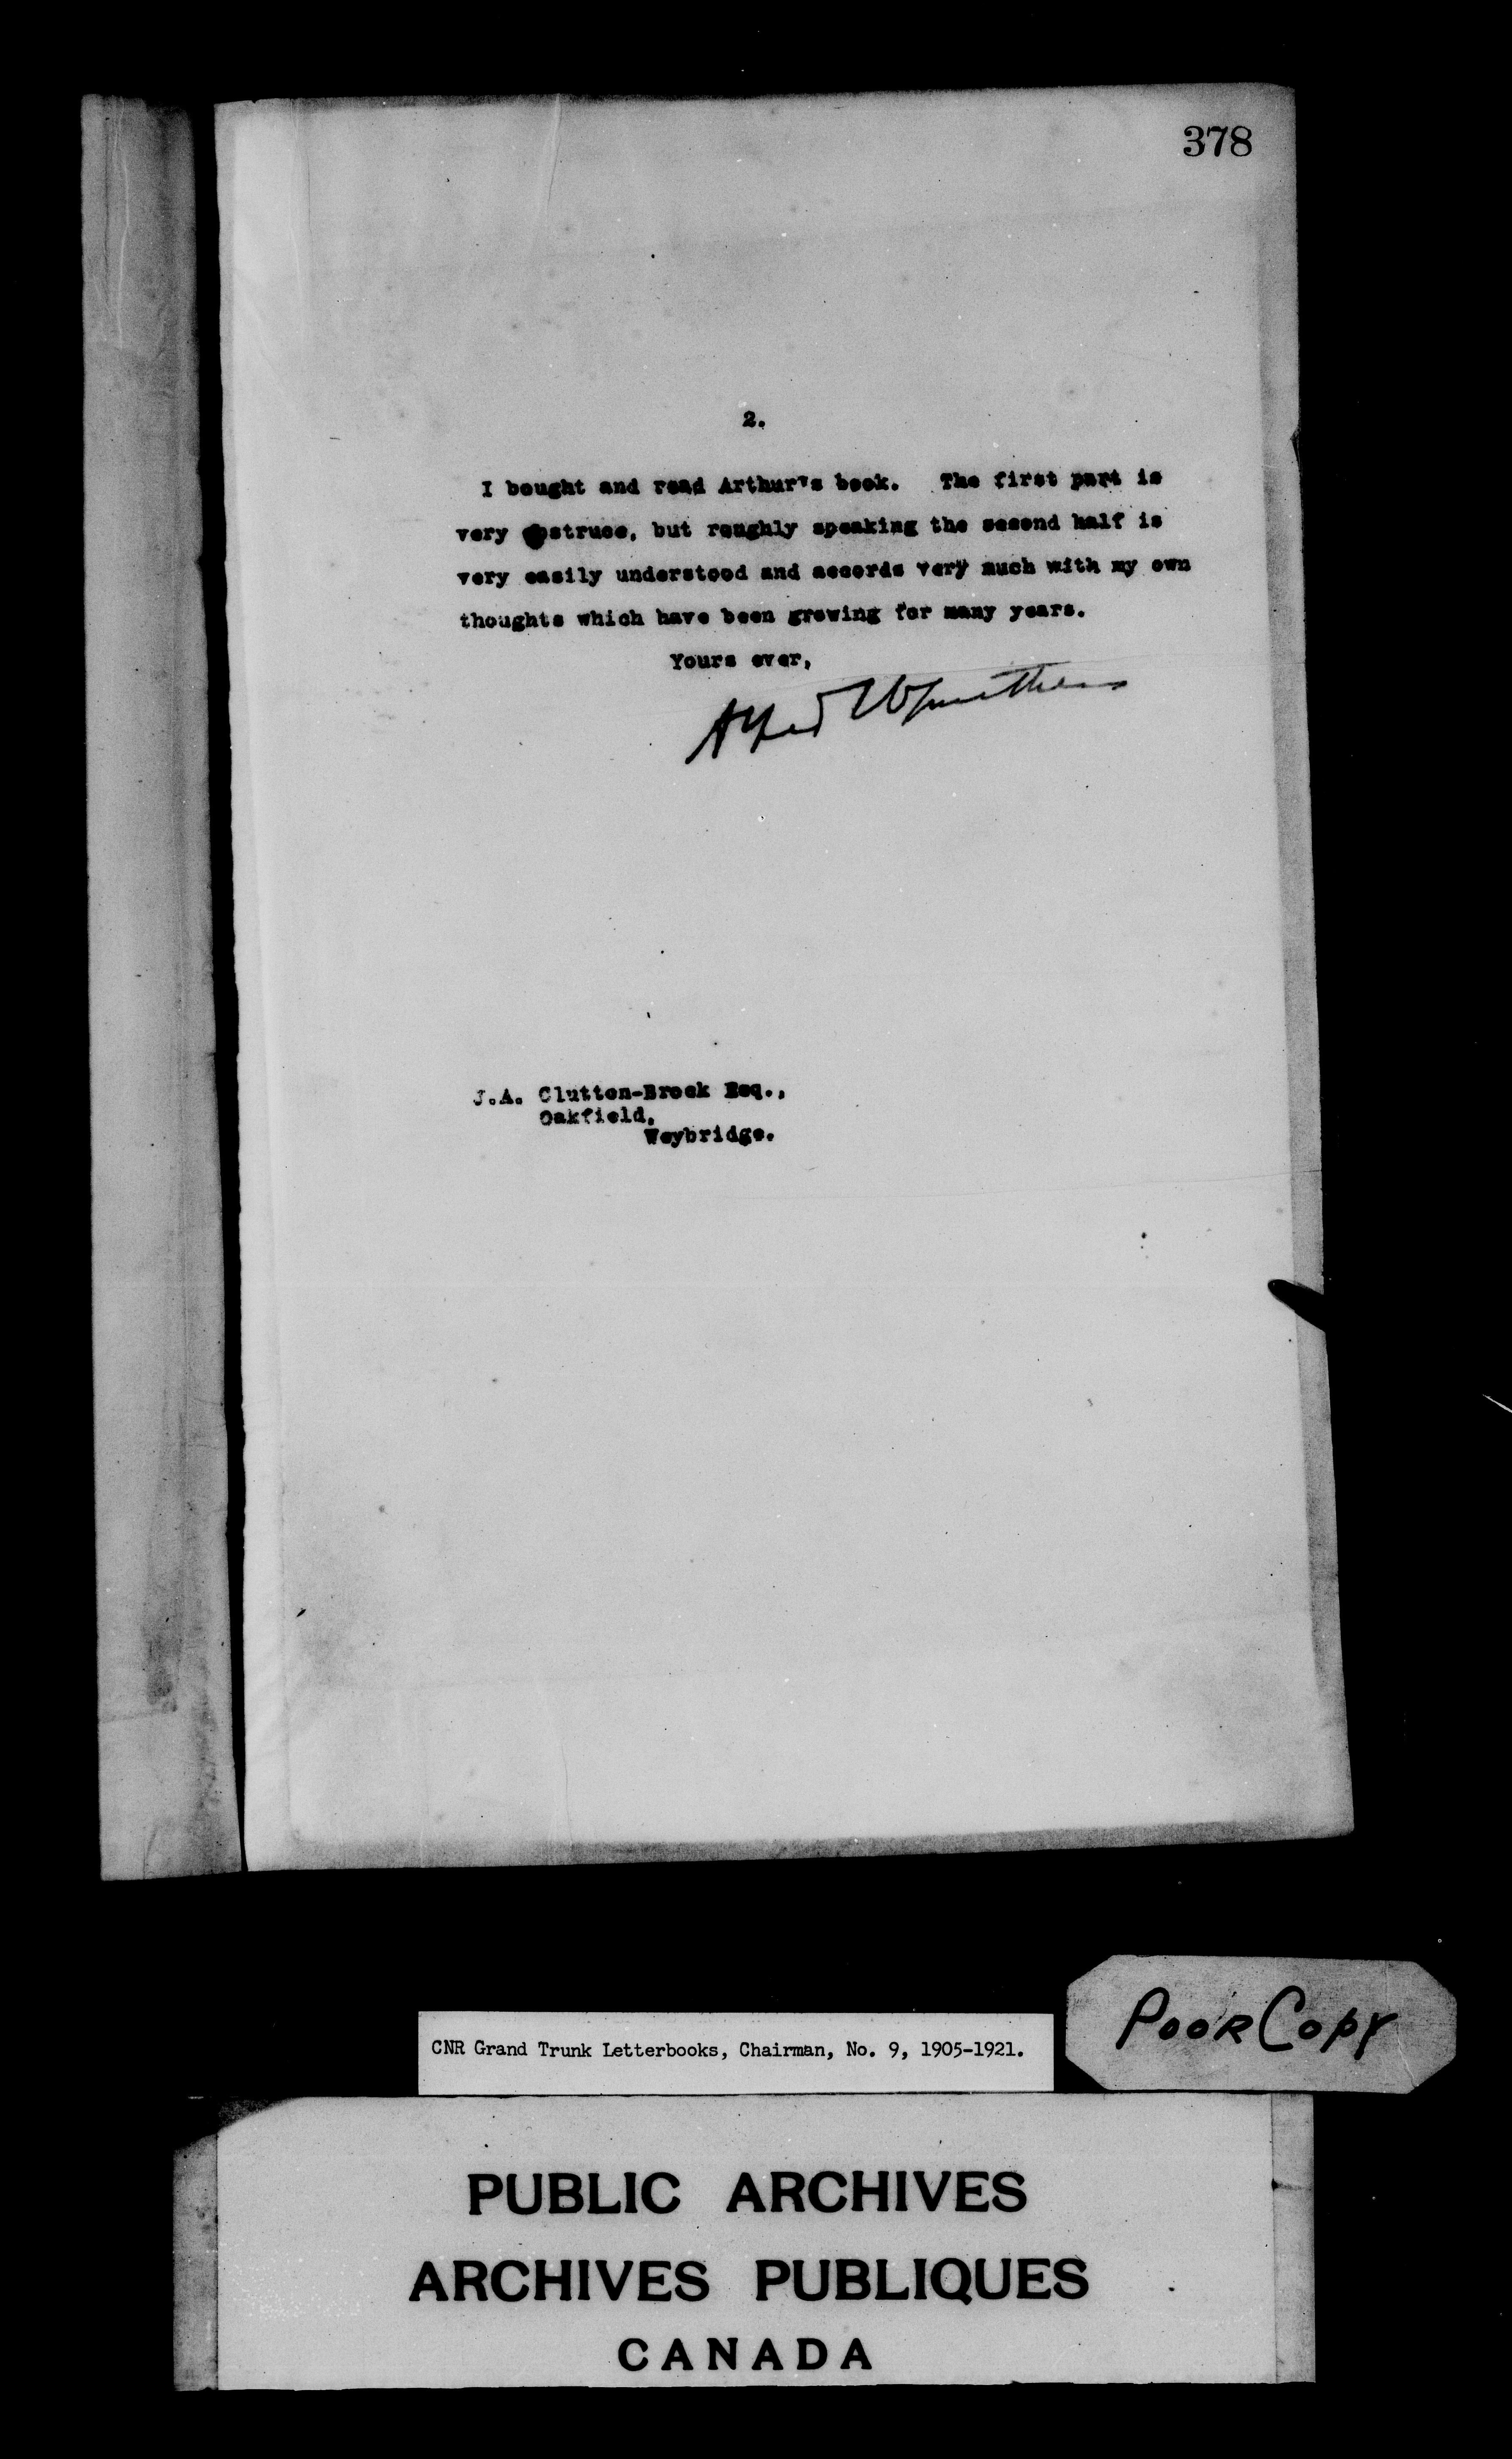 378
2.
I bought and read Arthur's book. The first part is
very abstruse, but roughly speaking the second half is
very easily understood and accords very much with my own
thoughts which have been growing for many years.
Yours ever,
Alfred W Smithers
J.A. Clutton-Brock Esq.,
Oakfield,
Weybridge.
POOR COPY
CNR Grand Trunk Letterbooks, Chairman, No. 9, 1905-1921.
PUBLIC ARCHIVES
ARCHIVES PUBLIQUES
CANADA